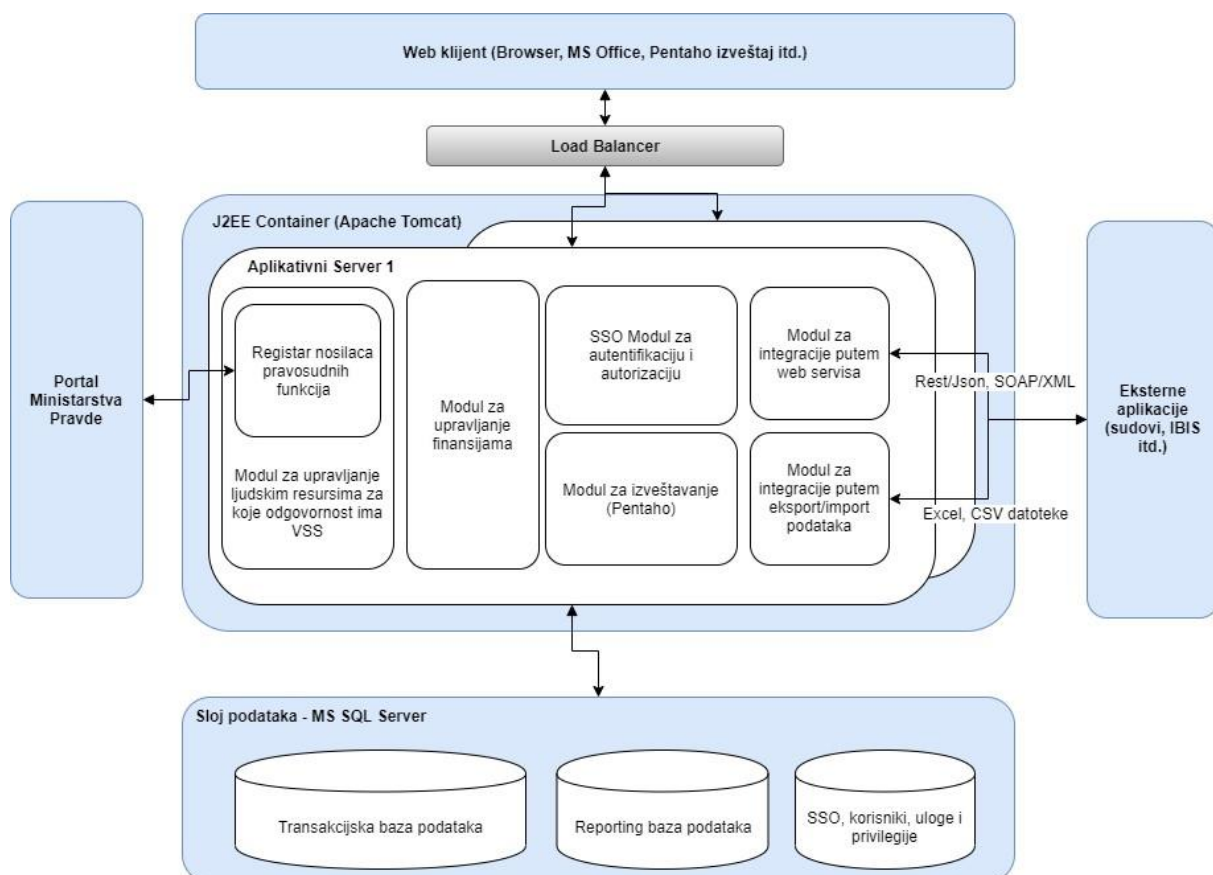 Web klijent (Browser, MS Office, Pentaho izveštaj itd.)
Load Balancer
J2EE Container (Apache Tomcat)
Aplikativni Server 1
Portal
Ministarstva
Pravde
Registar nosilaca
pravosudnih
funkcija
Modul za upravljanje
ljudskim resursima za
koje odgovornost ima
VSS
Modul za
upravljanje
finansijama
SSO Modul za
autentifikaciju i
autorizaciju
Modul za izveštavanje
(Pentaho)
Modul za
integracije putem
web servisa
Modul za
integracije putem
eksport/import
podataka
Rest/Json, SOAP/XML
Excel, CSV datoteke
Eksterne
aplikacije
(sudovi, IBIS
itd.)
Sloj podataka - MS SQL Server
Transakcijska baza podataka
Reporting baza podataka
SSO, korisniki, uloge i
privilegije